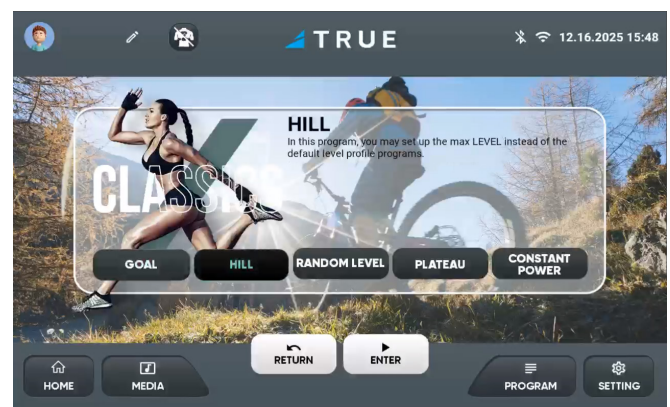 TRUE
12.16.2025 15:48
HILL
In this program, you may set up the max LEVEL instead of the
default level profile programs.
CLASSICS
GOAL
HILL
RANDOM LEVEL
PLATEAU
CONSTANT
POWER
RETURN
ENTER
HOME
MEDIA
PROGRAM
SETTING